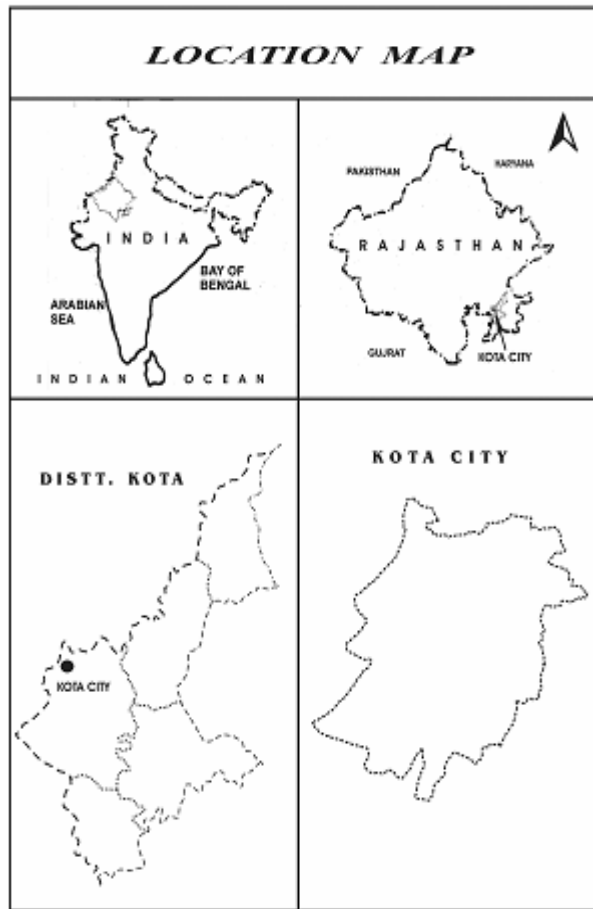 LOCATION MAP
INDIA
BAY OF
BENGAL
ARABIAN
SEA
INDIAN OCEAN
PAKISTHAN
HARYANA
RAJASTHAN
GUJRAT
KOTA CITY
DISTT. KOTA
KOTA CITY
KOTA CITY